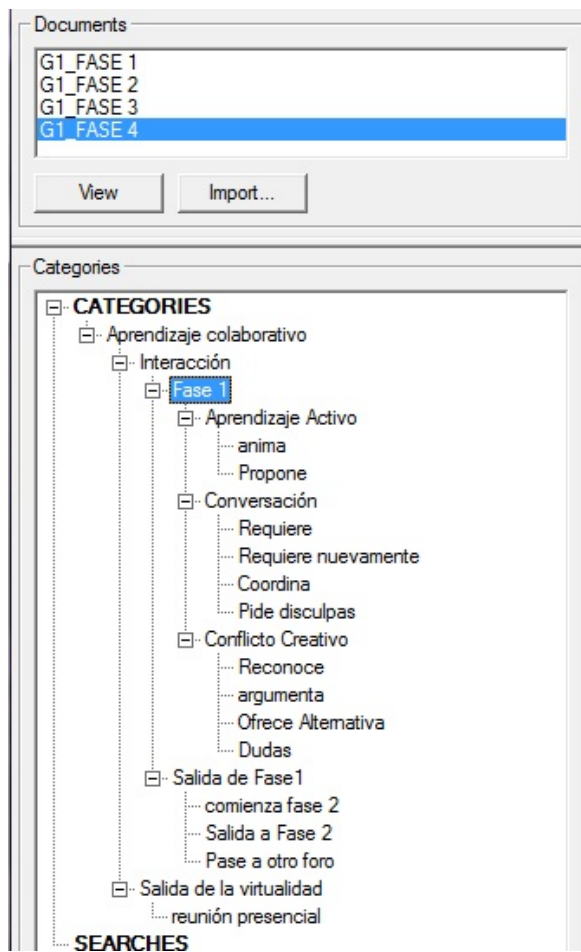 Documents
G1_FASE 1
G1_FASE 2
G1_FASE 3
G1_FASE 4
View
Import...
Categories
CATEGORIES
Aprendizaje colaborativo
Interacción
Fase 1
Aprendizaje Activo
anima
Propone
Conversación
Requiere
Requiere nuevamente
Coordina
Pide disculpas
Conflicto Creativo
Reconoce
argumenta
Ofrece Alternativa
Dudas
Salida de Fase1
comienza fase 2
Salida a Fase 2
Pase a otro foro
Salida de la virtualidad
reunión presencial
SEARCHES